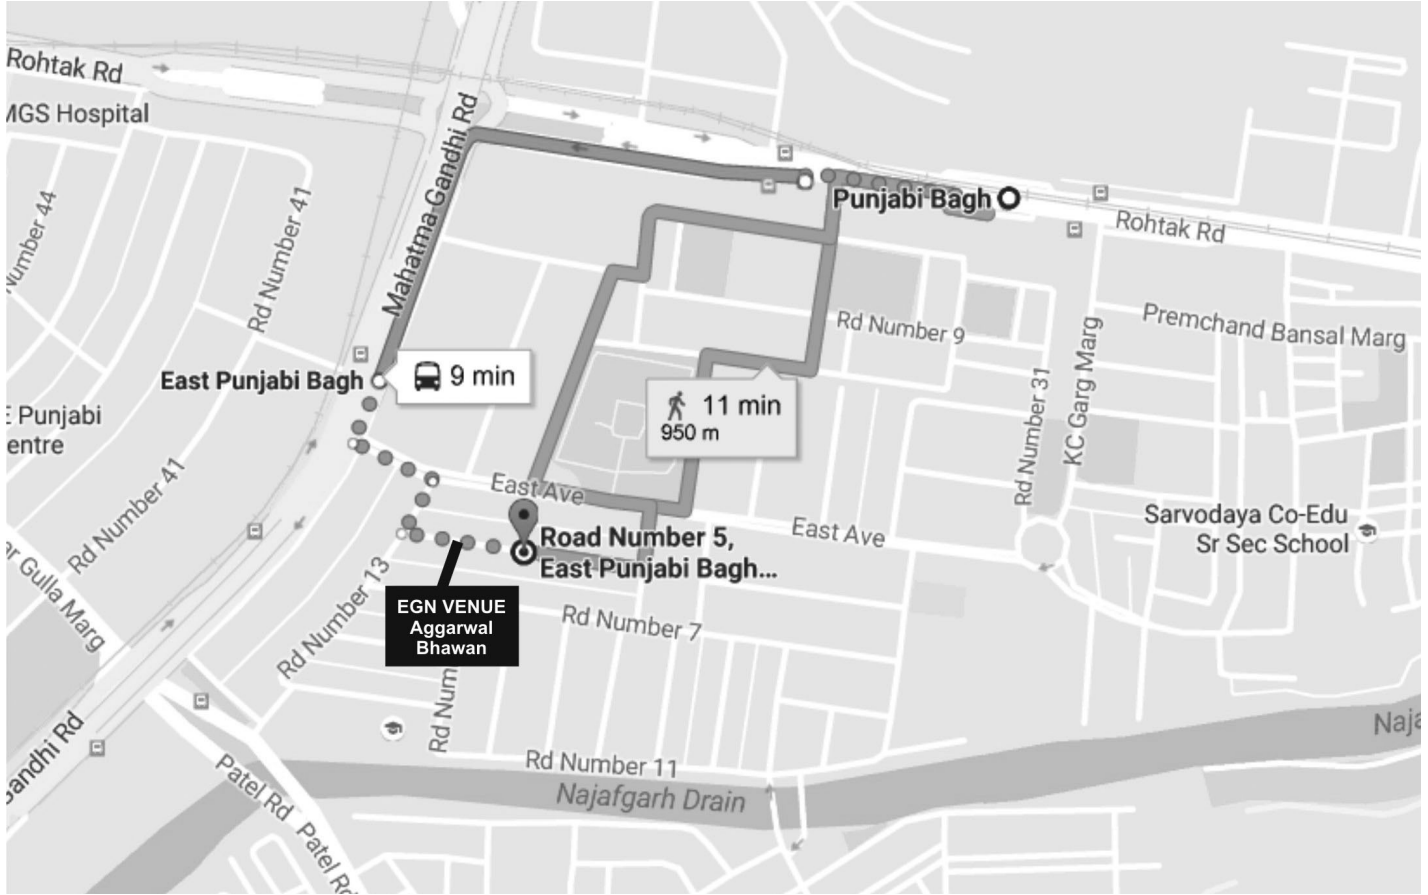 Rohtak Rd
MGS Hospital
Mahatma Gandhi Rd
Punjabi Bagh
Rohtak Rd
Number 44
Rd Number 41
Rd Number 9
Premchand Bansal Marg
KC Garg Marg
Rd Number 31
East Punjabi Bagh
9 min
11 min
950 m
E Punjabi
entre
Rd Number 41
East Ave
East Ave
Sarvodaya Co-Edu
Sr Sec School
Road Number 5,
East Punjabi Bagh...
ar Gulla Marg
Rd Number 13
EGN VENUE
Aggarwal
Bhawan
Rd Number 7
Rd Num
Gandhi Rd
Patel Rd
Patel Rd
Rd Number 11
Najafgarh Drain
Naja